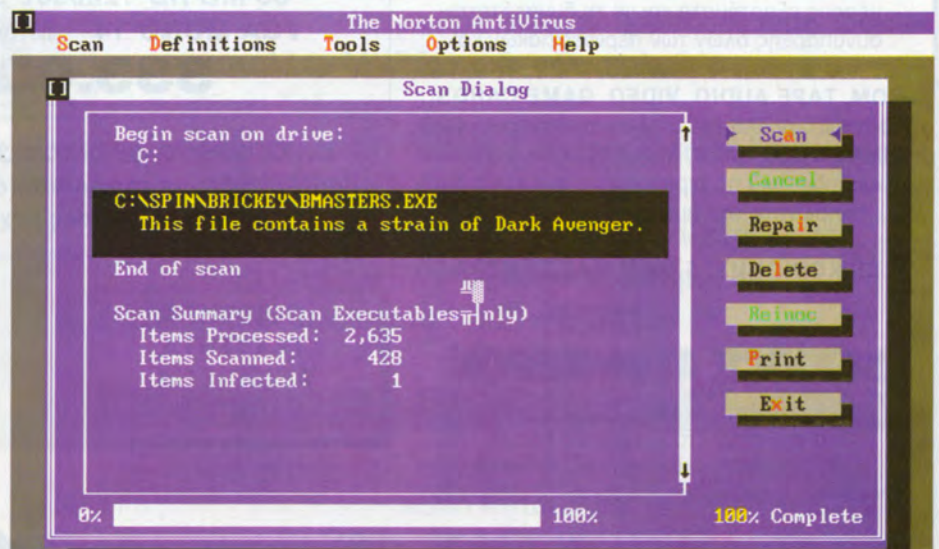 [ ] The Norton AntiVirus
Scan Definitions Tools Options Help
[ ] Scan Dialog
Begin scan on drive:
C:
C:\SPIN\BRICKEY\BMASTERS.EXE
This file contains a strain of Dark Avenger.
End of scan
Scan Summary (Scan Executables nly)
Items Processed: 2,635
Items Scanned: 428
Items Infected: 1
Scan
Cancel
Repair
Delete
Reinoc
Print
Exit
0% 100% 100% Complete